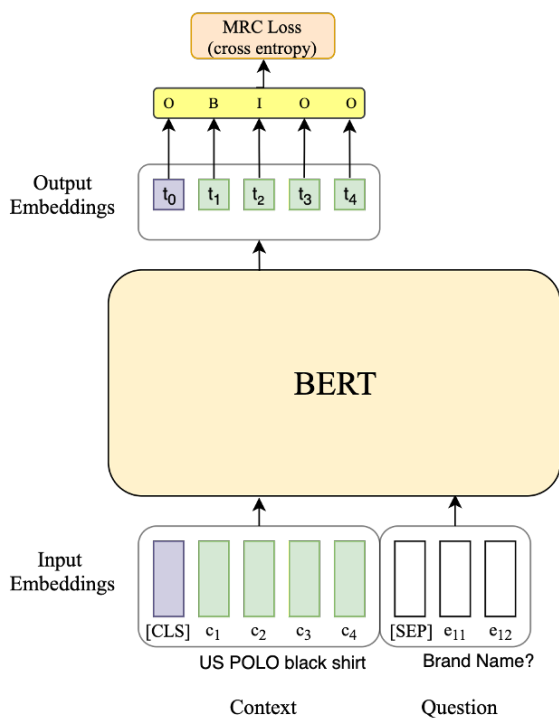 MRC Loss
(cross entropy)
O B I O O
Output
Embeddings
t0 t1 t2 t3 t4
BERT
Input
Embeddings
[CLS] c1 c2 c3 c4 [SEP] e11 e12
US POLO black shirt Brand Name?
Context Question